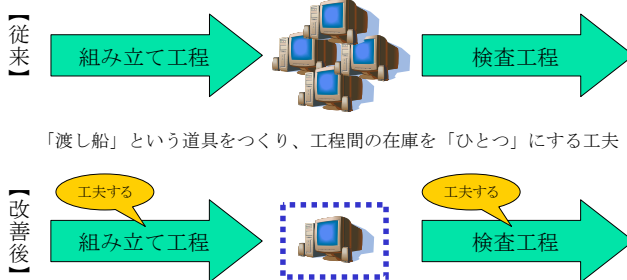 【従来】
組み立て工程
検査工程
「渡し船」という道具をつくり、工程間の在庫を「ひとつ」にする工夫
【改善後】
工夫する
工夫する
組み立て工程
検査工程